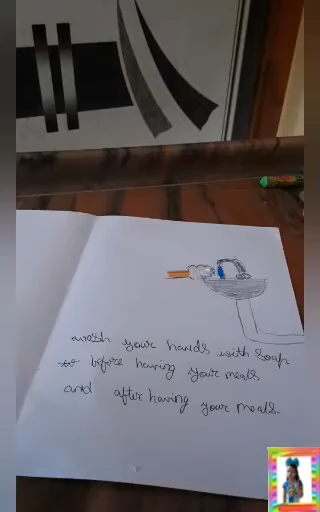 wash your hands with soap
before having your meals
and after having your meals